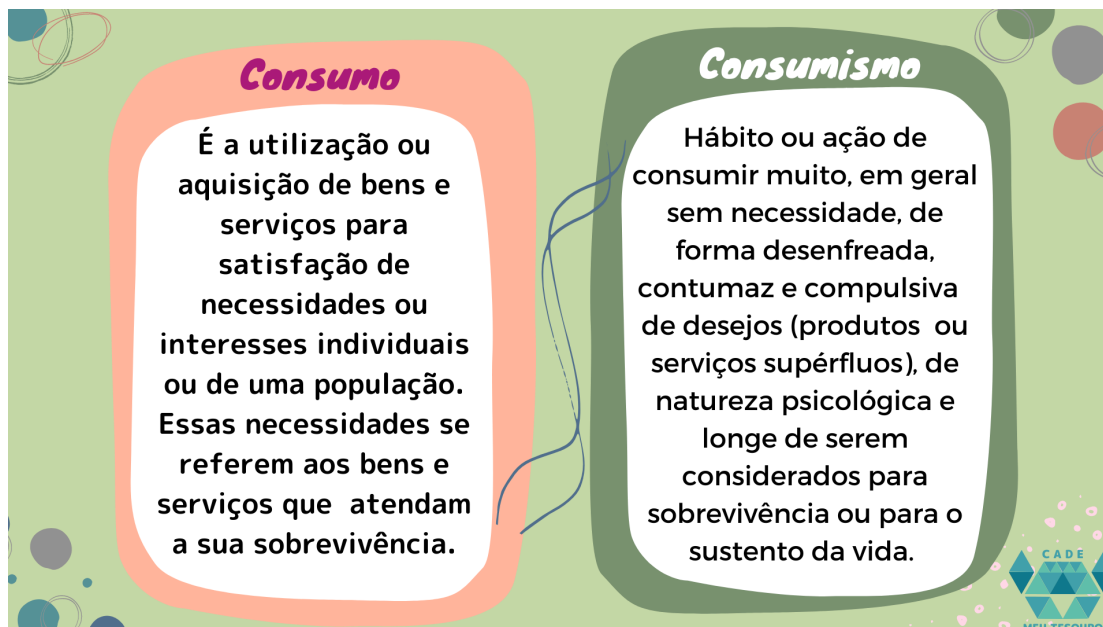 Consumo
É a utilização ou
aquisição de bens e
serviços para
satisfação de
necessidades ou
interesses individuais
ou de uma população.
Essas necessidades se
referem aos bens e
serviços que atendam
a sua sobrevivência.
Consumismo
Hábito ou ação de
consumir muito, em geral
sem necessidade, de
forma desenfreada,
contumaz e compulsiva
de desejos (produtos ou
serviços supérfluos), de
natureza psicológica e
longe de serem
considerados para
sobrevivência ou para o
sustento da vida.
CADE
MEU TESOURO